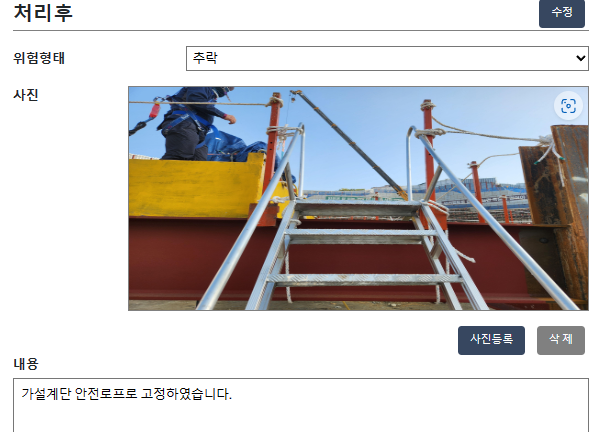 처리후
수정
위험형태
추락
사진
사진등록
삭 제
내용
가설계단 안전로프로 고정하였습니다.